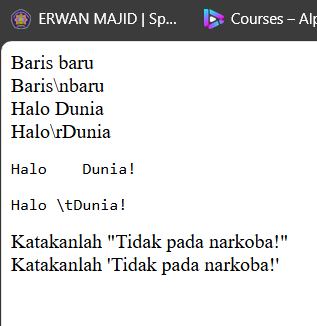 ERWAN MAJID | Sp...
Courses – Alp
Baris baru
Baris\nbaru
Halo Dunia
Halo\rDunia
Halo    Dunia!
Halo \tDunia!
Katakanlah "Tidak pada narkoba!"
Katakanlah 'Tidak pada narkoba!'